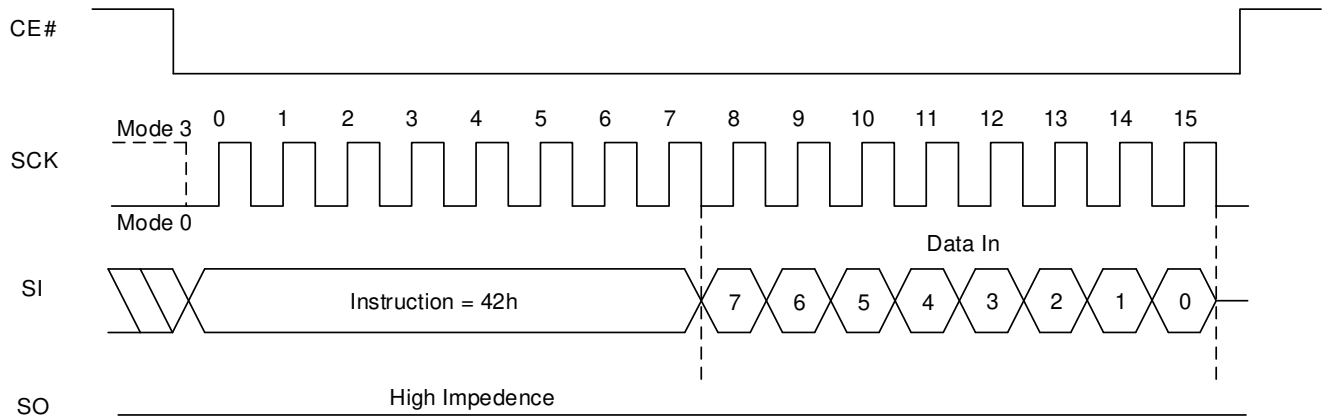 CE#
Mode 3 0 1 2 3 4 5 6 7 8 9 10 11 12 13 14 15
SCK
Mode 0
Data In
SI Instruction = 42h 7 6 5 4 3 2 1 0
High Impedence
SO